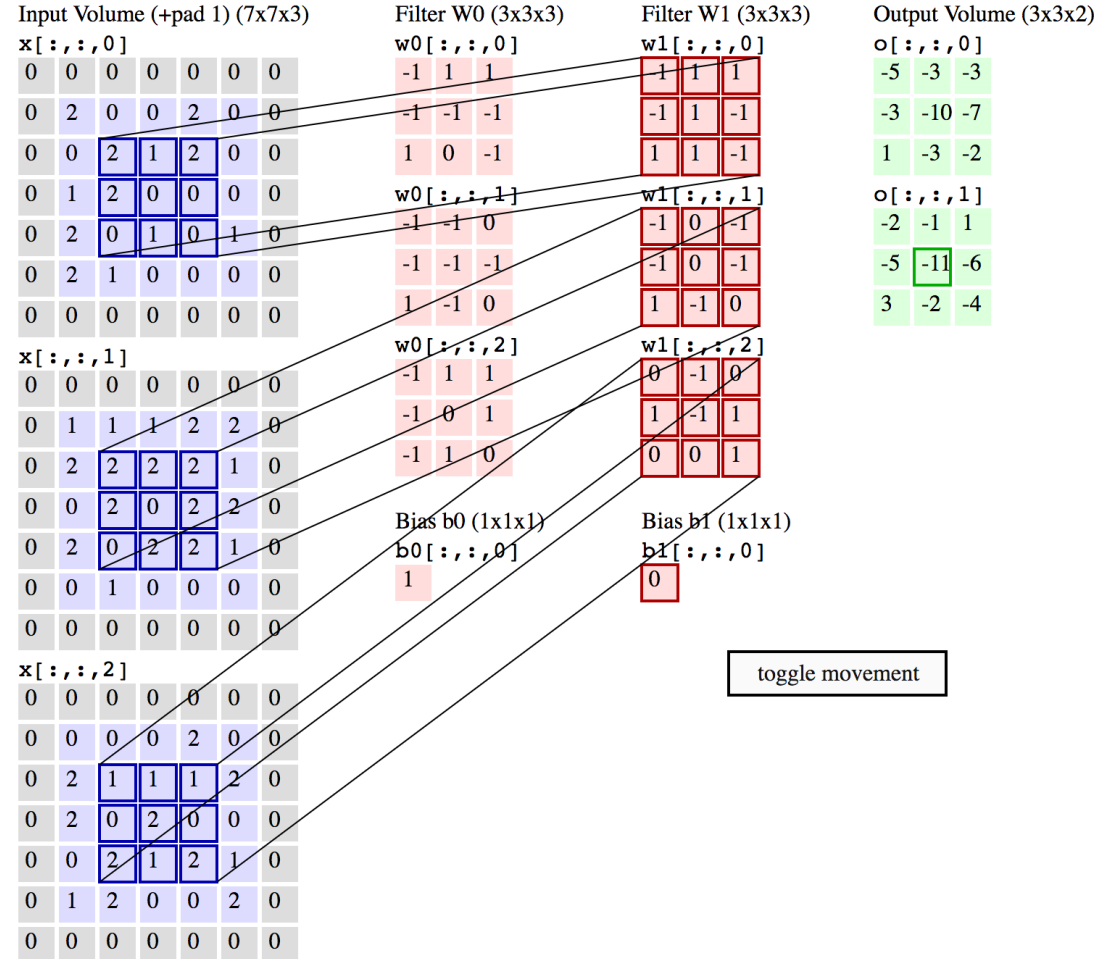 Input Volume (+pad 1) (7x7x3)
x[:,:,0]
0 0 0 0 0 0 0
0 2 0 0 2 0 0
0 0 2 1 2 0 0
0 1 2 0 0 0 0
0 2 0 1 0 1 0
0 2 1 0 0 0 0
0 0 0 0 0 0 0
x[:,:,1]
0 0 0 0 0 0 0
0 1 1 1 2 2 0
0 2 2 2 2 1 0
0 0 2 0 2 2 0
0 2 0 2 2 1 0
0 0 1 0 0 0 0
0 0 0 0 0 0 0
x[:,:,2]
0 0 0 0 0 0 0
0 0 0 0 2 0 0
0 2 1 1 1 2 0
0 2 0 2 0 0 0
0 0 2 1 2 1 0
0 1 2 0 0 2 0
0 0 0 0 0 0 0
Filter W0 (3x3x3)
w0[:,:,0]
-1 1 1
-1 -1 -1
1 0 -1
w0[:,:,1]
-1 -1 0
-1 -1 -1
1 -1 0
w0[:,:,2]
-1 1 1
-1 0 1
-1 1 0
Bias b0 (1x1x1)
b0[:,:,0]
1
Filter W1 (3x3x3)
w1[:,:,0]
-1 1 1
-1 1 -1
1 1 -1
w1[:,:,1]
-1 0 -1
-1 0 -1
1 -1 0
w1[:,:,2]
0 -1 0
1 -1 1
0 0 1
Bias b1 (1x1x1)
b1[:,:,0]
0
Output Volume (3x3x2)
o[:,:,0]
-5 -3 -3
-3 -10 -7
1 -3 -2
o[:,:,1]
-2 -1 1
-5 -11 -6
3 -2 -4
toggle movement